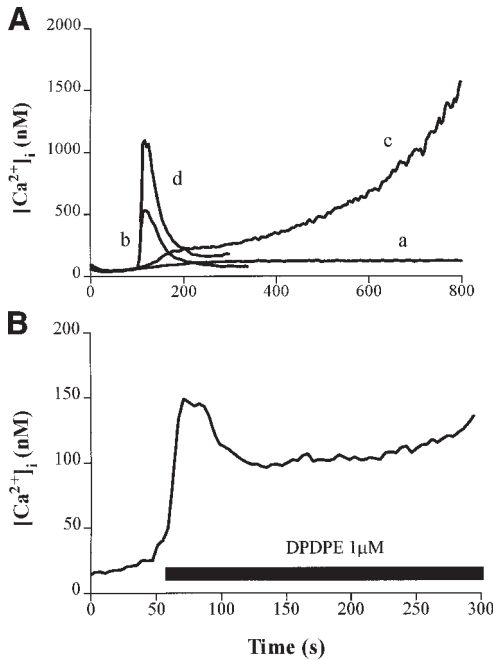 A
2000
1500
1000
500
0
[Ca2+]i (nM)
d
b
c
a
0 200 400 600 800
B
200
150
100
50
0
[Ca2+]i (nM)
DPDPE 1μM
0 50 100 150 200 250 300
Time (s)